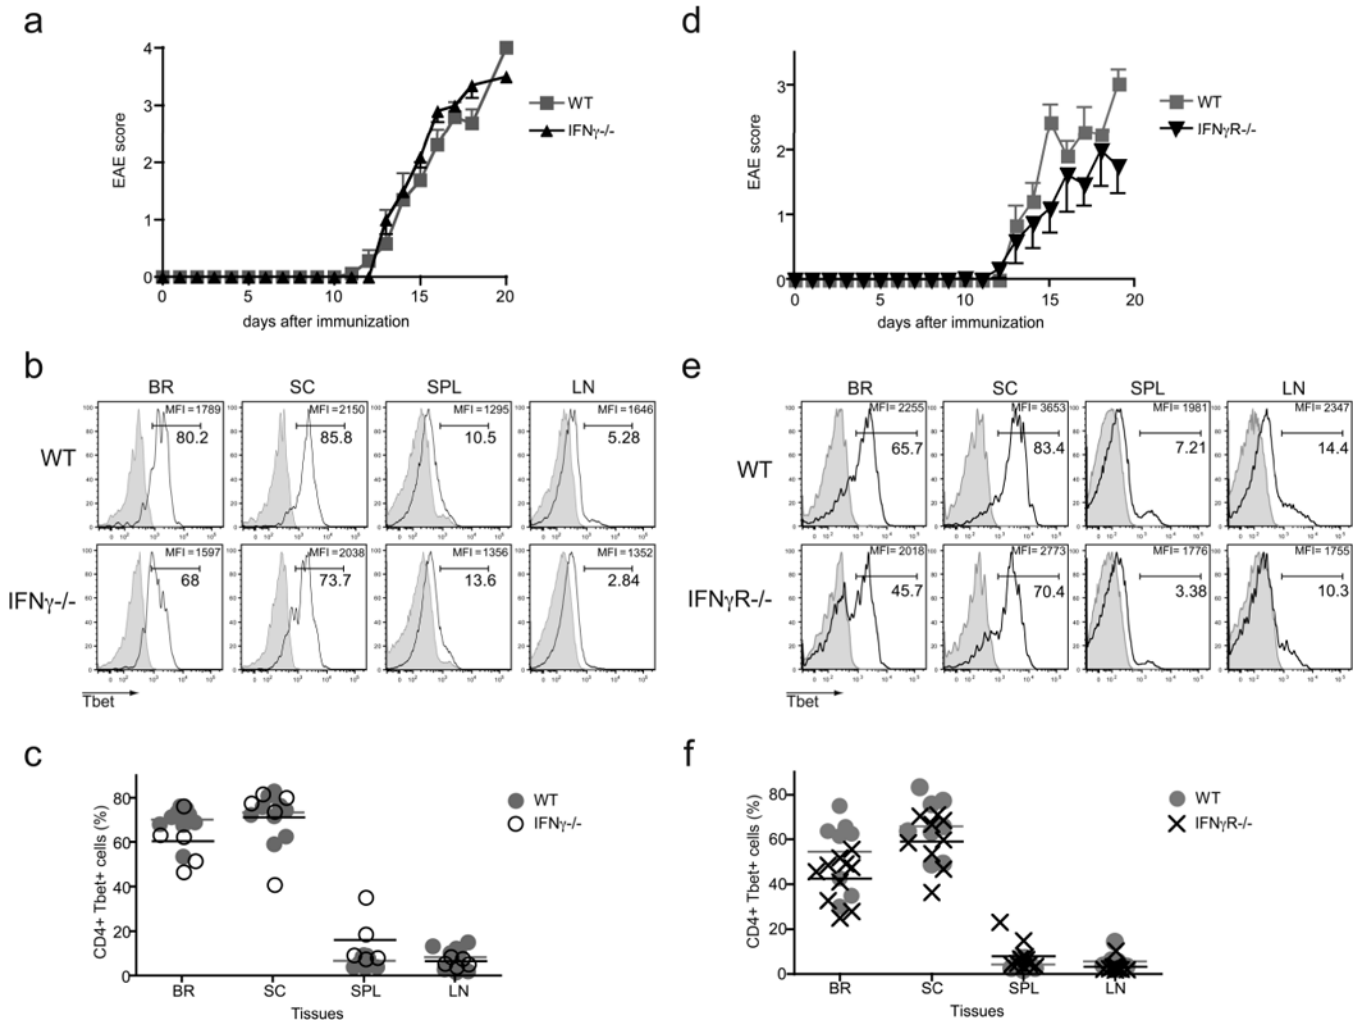 a
4
3
2
1
0
EAE score
0 5 10 15 20
days after immunization
WT
IFNγ-/-
d
3
2
1
0
EAE score
0 5 10 15 20
days after immunization
WT
IFNγR-/-
b
BR SC SPL LN
WT
MFI =1789 MFI = 2150 MFI =1295 MFI =1646
80.2 85.8 10.5 5.28
IFNγ-/-
MFI = 1597 MFI = 2038 MFI = 1356 MFI = 1352
68 73.7 13.6 2.84
Tbet
e
BR SC SPL LN
WT
MFI= 2255 MFI= 3653 MFI= 1981 MFI= 2347
65.7 83.4 7.21 14.4
IFNγR-/-
MFI= 2018 MFI= 2773 MFI= 1776 MFI= 1755
45.7 70.4 3.38 10.3
Tbet
c
80
60
40
20
0
CD4+ Tbet+ cells (%)
BR SC SPL LN
Tissues
WT
IFNγ-/-
f
80
60
40
20
0
CD4+ Tbet+ cells (%)
BR SC SPL LN
Tissues
WT
IFNγR-/-